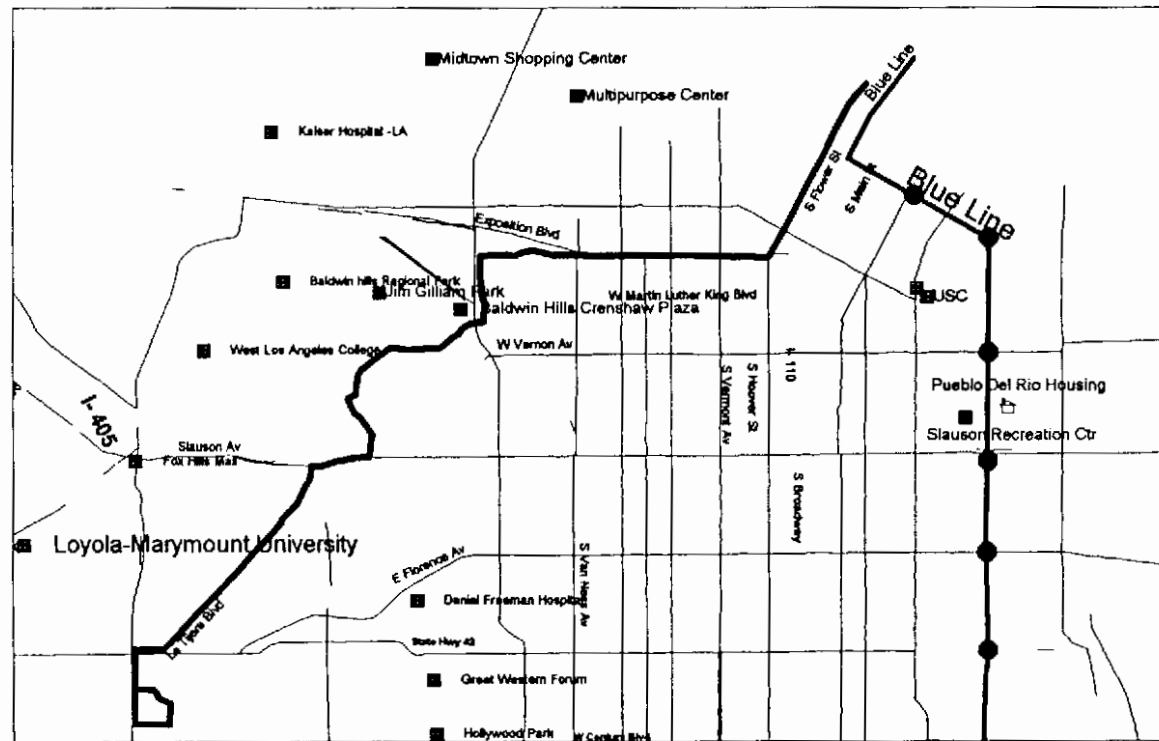 Midtown Shopping Center
Blue Line
Multipurpose Center
Kaiser Hospital -LA
S Flower St
S Main
Blue Line
Exposition Blvd
Baldwin hills Regional Park
Jim Gilliam Park
W Martin Luther King Blvd
USC
Baldwin Hills Crenshaw Plaza
W Vernon Av
West Los Angeles College
I- 110
S Hoover St
S Vermont Av
Pueblo Del Rio Housing
I- 405
Slauson Recreation Ctr
Slauson Av
Fox Hills Mall
S Broadway
Loyola-Marymount University
E Florence Av
S Van Ness Av
Daniel Freeman Hospital
La Tijera Blvd
State Hwy 42
Great Western Forum
Hollywood Park
W Century Blvd